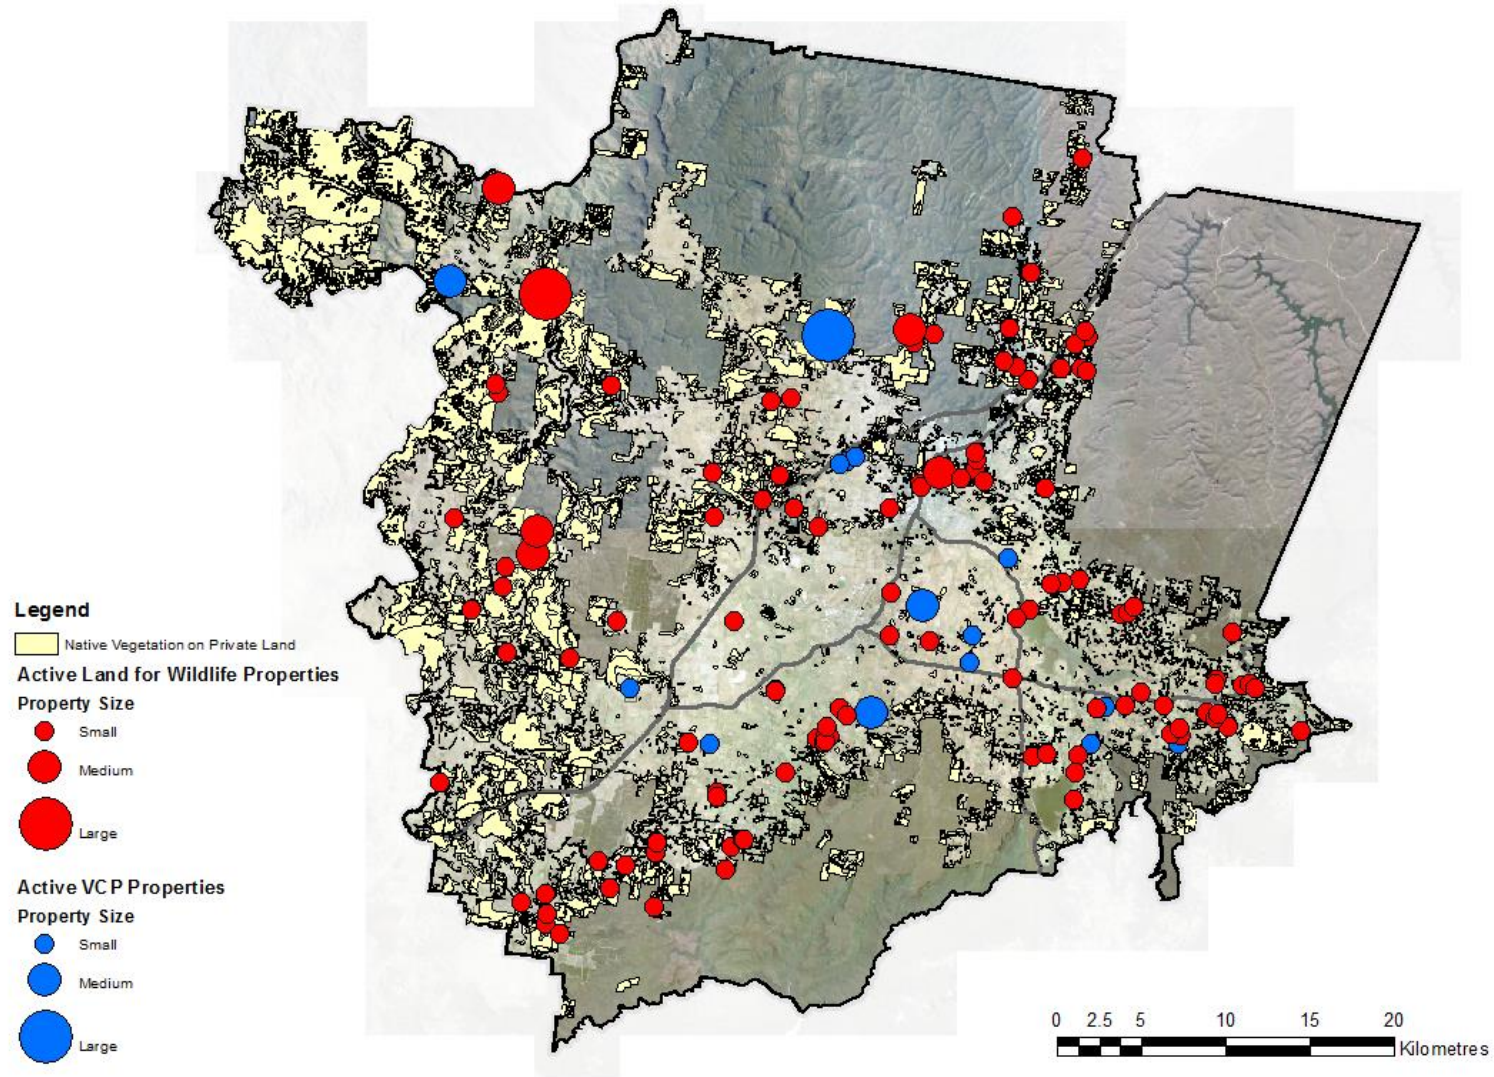 Legend
Native Vegetation on Private Land
Active Land for Wildlife Properties
Property Size
Small
Medium
Large
Active VCP Properties
Property Size
Small
Medium
Large
0 2.5 5 10 15 20
Kilometres